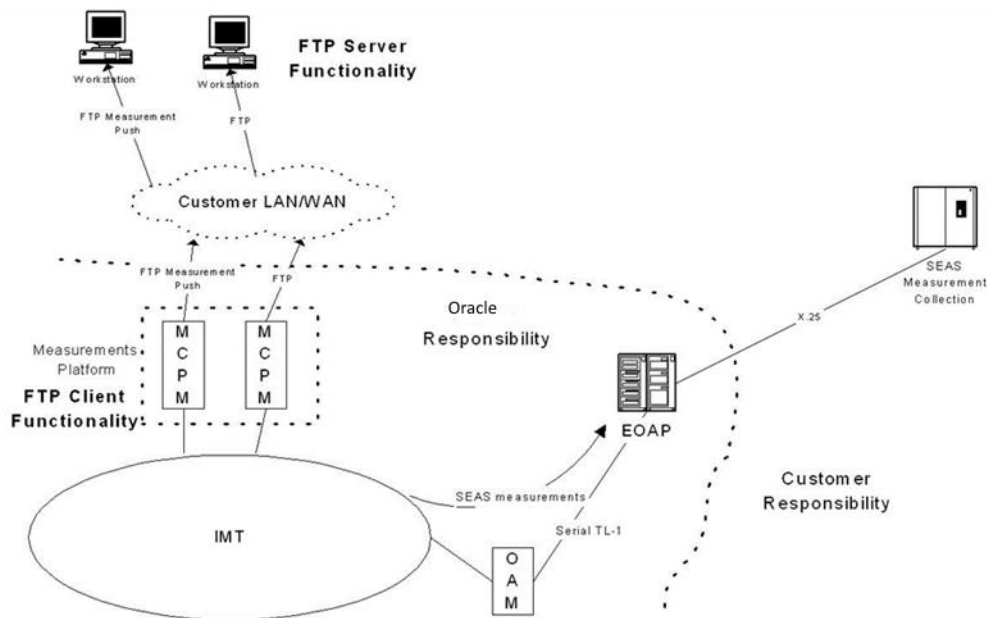 FTP Server
Functionality
Workstation
Workstation
FTP Measurement
Push
FTP
Customer LAN/WAN
FTP Measurement
Push
FTP
SEAS
Measurement
Collection
X.25
Oracle
Responsibility
Measurements
Platform
FTP Client
Functionality
M
C
P
M
M
C
P
M
EOAP
Customer
Responsibility
SEAS measurements
Serial TL-1
IMT
O
A
M